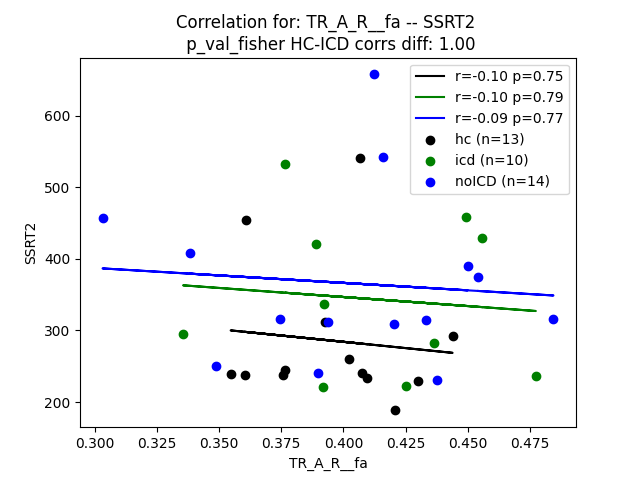 Correlation for: TR_A_R__fa -- SSRT2
p_val_fisher HC-ICD corrs diff: 1.00
r=-0.10 p=0.75
r=-0.10 p=0.79
r=-0.09 p=0.77
hc (n=13)
icd (n=10)
noICD (n=14)
600
500
400
300
200
SSRT2
0.300 0.325 0.350 0.375 0.400 0.425 0.450 0.475
TR_A_R__fa